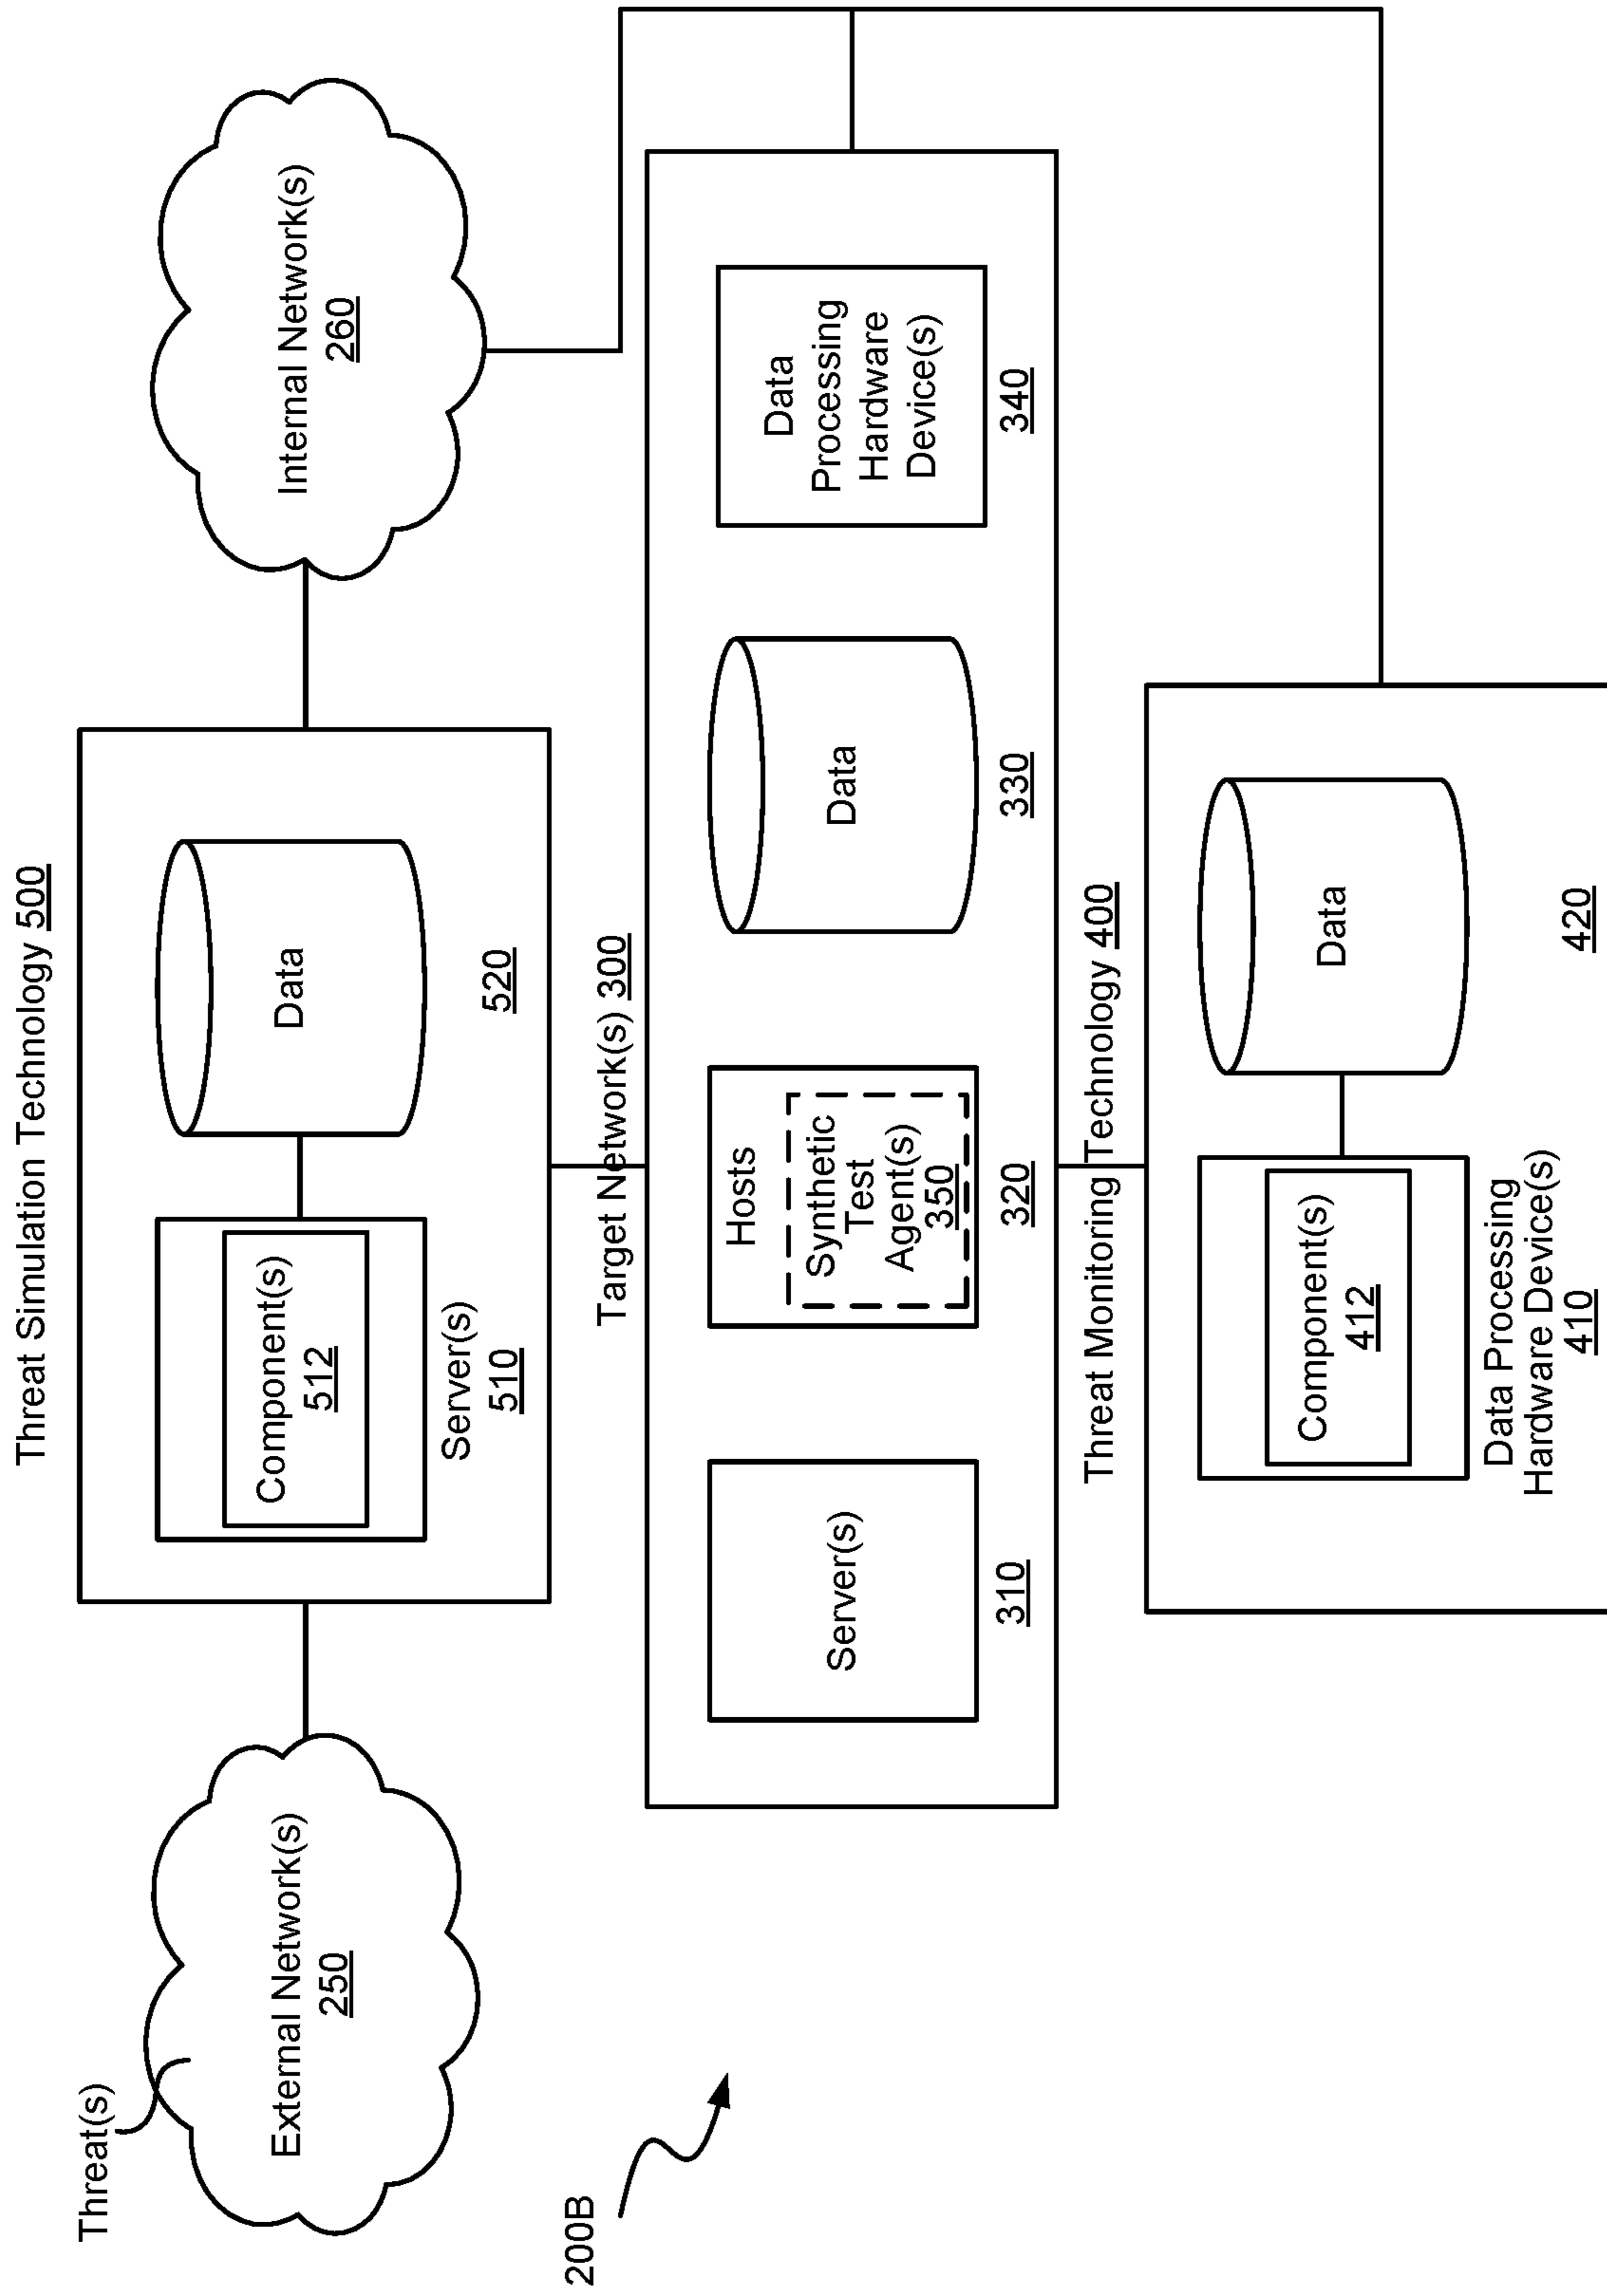 Threat Simulation Technology 500
Threat(s)
External Network(s)
250
Component(s)
512
Server(s)
510
Data
520
Internal Network(s)
260
200B
Target Network(s) 300
Server(s)
310
Hosts
Synthetic
Test
Agent(s)
350
320
Data
330
Data
Processing
Hardware
Device(s)
340
Threat Monitoring Technology 400
Component(s)
412
Data Processing
Hardware Device(s)
410
Data
420